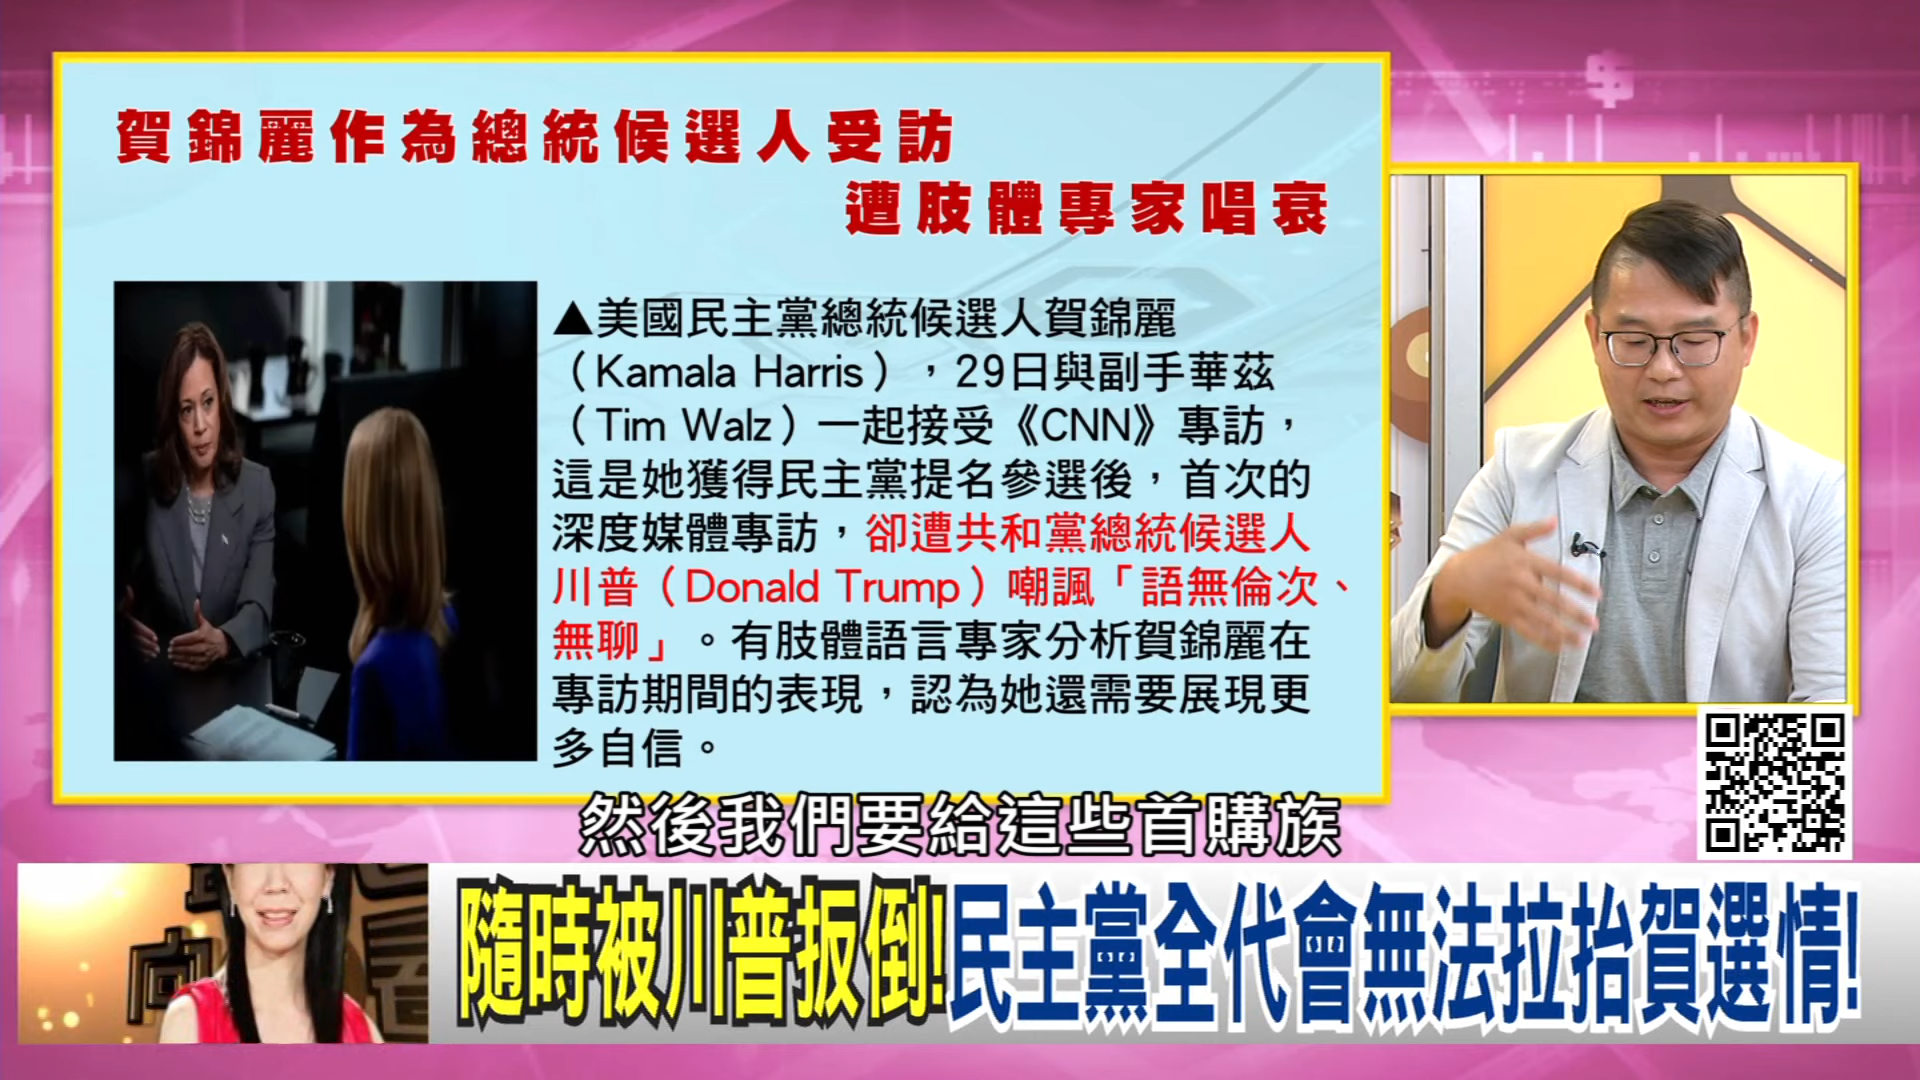 賀錦麗作為總統候選人受訪
遭肢體專家唱衰
▲美國民主黨總統候選人賀錦麗
（Kamala Harris），29日與副手華茲
（Tim Walz）一起接受《CNN》專訪，
這是她獲得民主黨提名參選後，首次的
深度媒體專訪，卻遭共和黨總統候選人
川普（Donald Trump）嘲諷「語無倫次、
無聊」。有肢體語言專家分析賀錦麗在
專訪期間的表現，認為她還需要展現更
多自信。
然後我們要給這些首購族
隨時被川普扳倒!民主黨全代會無法拉抬賀選情!